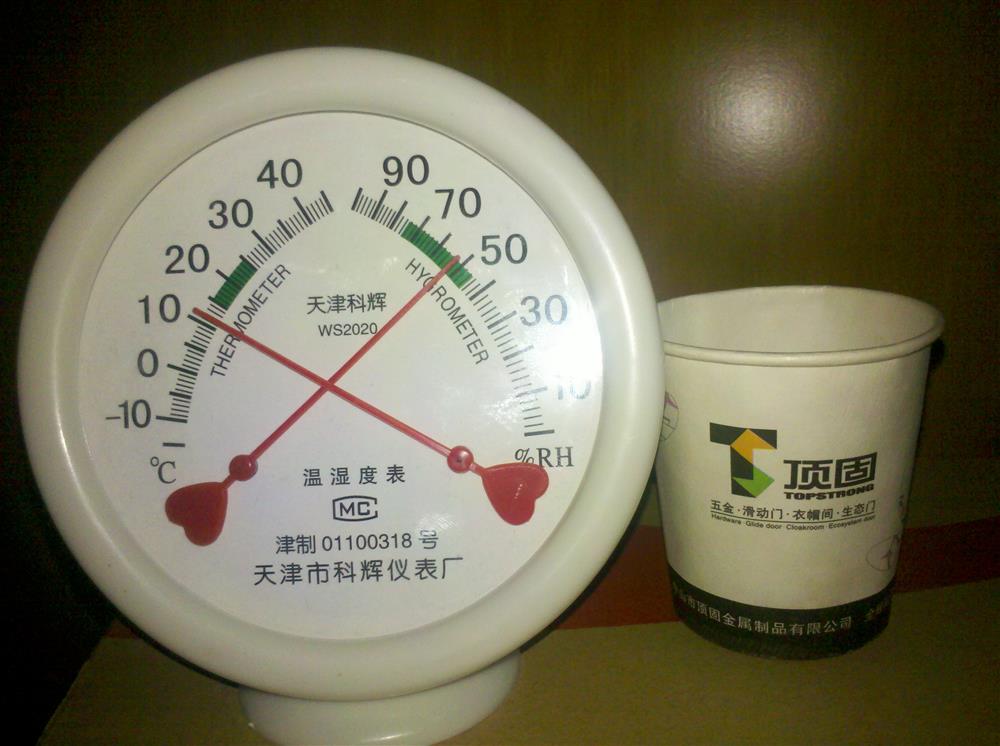 40
30
20
10
0
-10
℃
90
70
50
30
10
%RH
THERMOMETER
HYGROMETER
天津科辉
WS2020
温湿度表
MC
津制 01100318 号
天津市科辉仪表厂
顶固
TOPSTRONG
五金·滑动门·衣帽间·生态门
Hardware·Glide door·Cloakroom·Ecosystem door
山市顶固金属制品有限公司